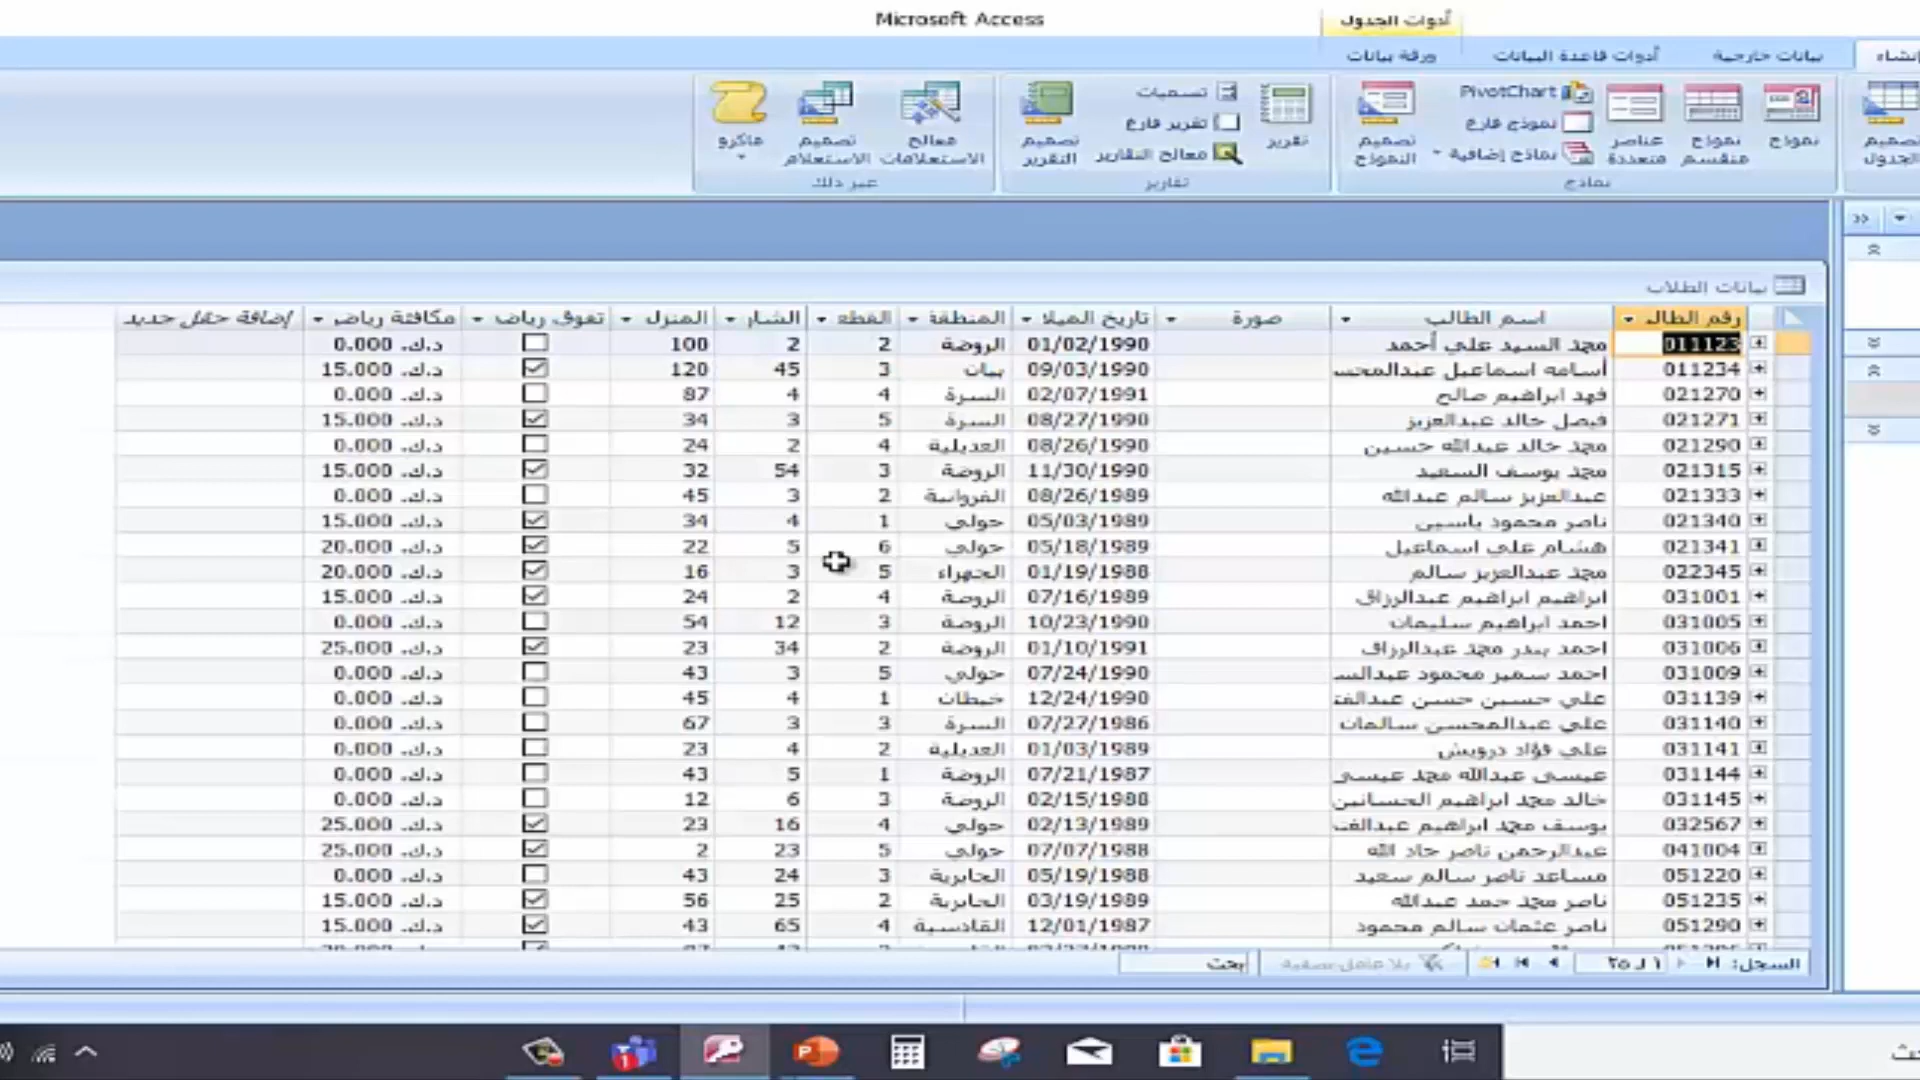 Microsoft Access
أدوات الجدول
إنشاء بيانات خارجية أدوات قاعدة البيانات ورقة بيانات
تصميم الجدول
نموذج
نموذج منقسم
عناصر متعددة
PivotChart
نموذج فارغ
نماذج إضافية
تصميم النموذج
نماذج
تقرير
تسميات
تقرير فارغ
معالج التقارير
تصميم التقرير
تقارير
معالج الاستعلامات
تصميم الاستعلام
ماكرو
غير ذلك
بيانات الطلاب
رقم الطالـ اسم الطالب صورة تاريخ الميلا المنطقة القطعـ الشار المنزل تفوق رياضـ مكافئة رياضـ إضافة حقل جديد
011123 محمد السيد علي أحمد 01/02/1990 الروضة 2 2 100 د.ك. 0.000
011234 أسامه اسماعيل عبدالمحسـ 09/03/1990 بيان 3 45 120 د.ك. 15.000
021270 فهد ابراهيم صالح 02/07/1991 السرة 4 4 87 د.ك. 0.000
021271 فيصل خالد عبدالعزيز 08/27/1990 السرة 5 3 34 د.ك. 15.000
021290 محمد خالد عبدالله حسين 08/26/1990 العديلية 4 2 24 د.ك. 0.000
021315 محمد يوسف السعيد 11/30/1990 الروضة 3 54 32 د.ك. 15.000
021333 عبدالعزيز سالم عبدالله 08/26/1989 الفروانية 2 3 45 د.ك. 0.000
021340 ناصر محمود ياسين 05/03/1989 حولي 1 4 34 د.ك. 15.000
021341 هشام علي اسماعيل 05/18/1989 حولي 6 5 22 د.ك. 20.000
022345 محمد عبدالعزيز سالم 01/19/1988 الجهراء 5 3 16 د.ك. 20.000
031001 ابراهيم ابراهيم عبدالرزاق 07/16/1989 الروضة 4 2 24 د.ك. 15.000
031005 احمد ابراهيم سليمان 10/23/1990 الروضة 3 12 54 د.ك. 0.000
031006 احمد بندر محمد عبدالرزاق 01/10/1991 الروضة 2 34 23 د.ك. 25.000
031009 احمد سمير محمود عبدالسـ 07/24/1990 حولي 5 3 43 د.ك. 0.000
031139 علي حسين حسن عبدالفتـ 12/24/1990 خيطان 1 4 45 د.ك. 0.000
031140 علي عبدالمحسن سالمان 07/27/1986 السرة 3 3 67 د.ك. 0.000
031141 علي فؤاد درويش 01/03/1989 العديلية 2 4 23 د.ك. 0.000
031144 عيسى عبدالله محمد عيسى 07/21/1987 الروضة 1 5 43 د.ك. 0.000
031145 خالد محمد ابراهيم الحسانين 02/15/1988 الروضة 3 6 12 د.ك. 0.000
032567 يوسف محمد ابراهيم عبدالفتـ 02/13/1989 حولي 4 16 23 د.ك. 25.000
041004 عبدالرحمن ناصر جاد الله 07/07/1988 حولي 5 23 2 د.ك. 25.000
051220 مساعد ناصر سالم سعيد 05/19/1988 الجابرية 3 24 43 د.ك. 0.000
051235 ناصر محمد حمد عبدالله 03/19/1989 الجابرية 2 25 56 د.ك. 15.000
051290 ناصر عثمان سالم محمود 12/01/1987 القادسية 4 65 43 د.ك. 15.000
السجل: ١ لـ ٢٥ بلا عامل تصفية بحث